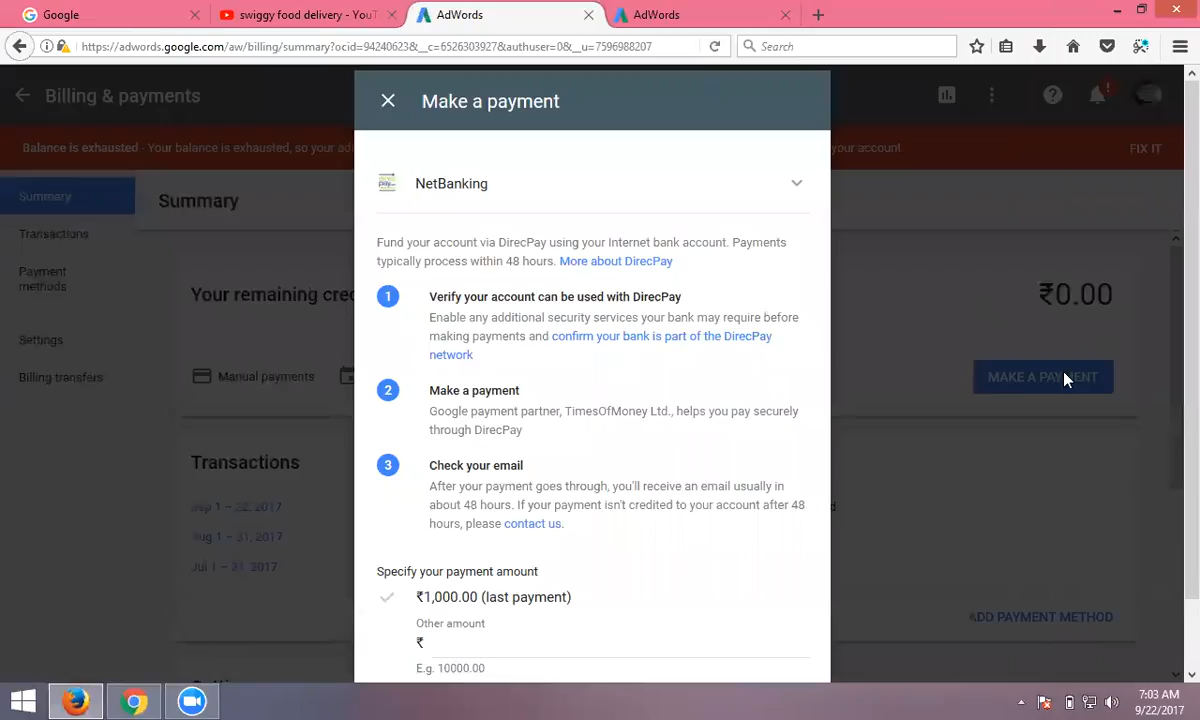 Google
swiggy food delivery - YouT
AdWords
AdWords
https://adwords.google.com/aw/billing/summary?ocid=94240623&__c=6526303927&authuser=0&__u=7596988207
Search
Billing & payments
Make a payment
Balance is exhausted - Your balance is exhausted, so your ad
your account.
FIX IT
Summary
Transactions
Payment
methods
Settings
Billing transfers
Summary
Your remaining cre
₹0.00
Manual payments
MAKE A PAYMENT
Transactions
Sep 1 – 22, 2017
Aug 1 – 31, 2017
Jul 1 – 31, 2017
ADD PAYMENT METHOD
NetBanking
Fund your account via DirecPay using your Internet bank account. Payments
typically process within 48 hours. More about DirecPay
1
Verify your account can be used with DirecPay
Enable any additional security services your bank may require before
making payments and confirm your bank is part of the DirecPay
network
2
Make a payment
Google payment partner, TimesOfMoney Ltd., helps you pay securely
through DirecPay
3
Check your email
After your payment goes through, you'll receive an email usually in
about 48 hours. If your payment isn't credited to your account after 48
hours, please contact us.
Specify your payment amount
₹1,000.00 (last payment)
Other amount
₹
E.g. 10000.00
7:03 AM
9/22/2017